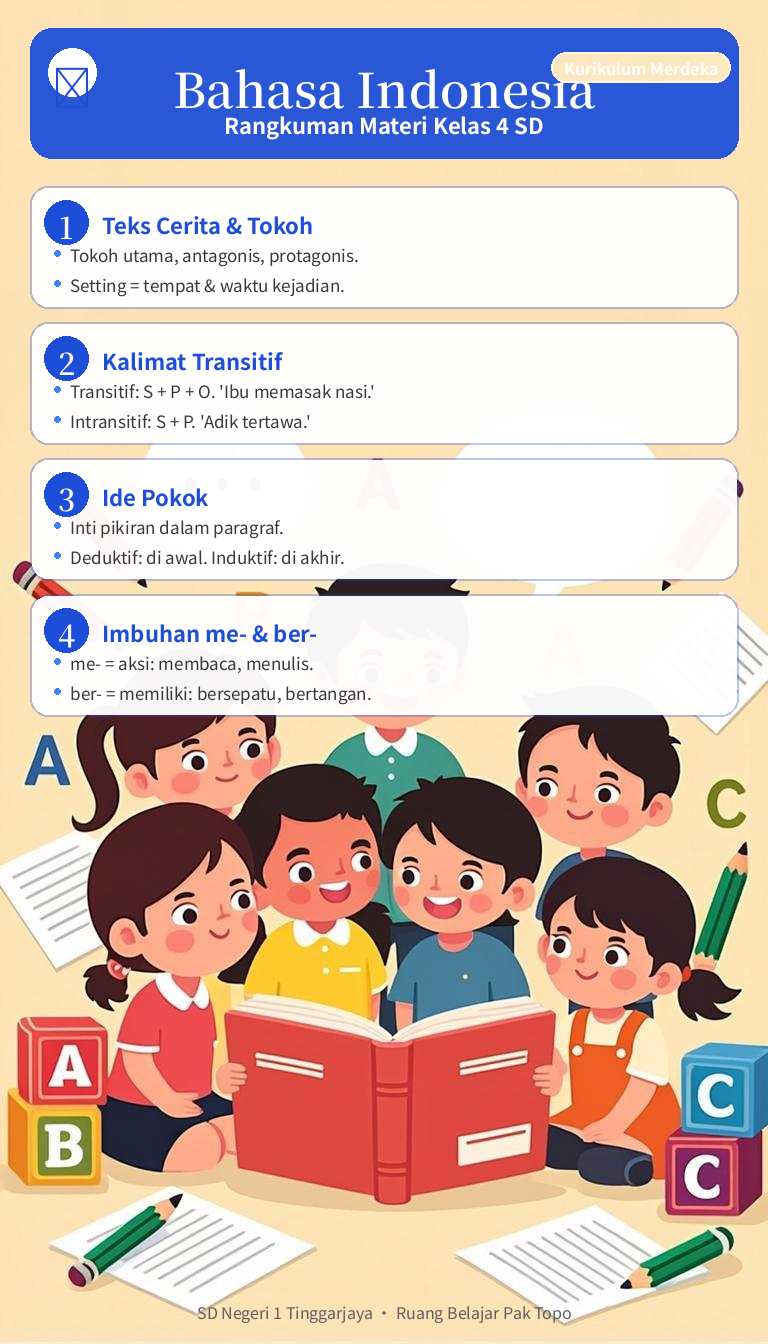 Kurikulum Merdeka
Bahasa Indonesia
Rangkuman Materi Kelas 4 SD
1 Teks Cerita & Tokoh
• Tokoh utama, antagonis, protagonis.
• Setting = tempat & waktu kejadian.
2 Kalimat Transitif
• Transitif: S + P + O. 'Ibu memasak nasi.'
• Intransitif: S + P. 'Adik tertawa.'
3 Ide Pokok
• Inti pikiran dalam paragraf.
• Deduktif: di awal. Induktif: di akhir.
4 Imbuhan me- & ber-
• me- = aksi: membaca, menulis.
• ber- = memiliki: bersepatu, bertangan.
A
C
A
B
C
C
SD Negeri 1 Tinggarjaya • Ruang Belajar Pak Topo